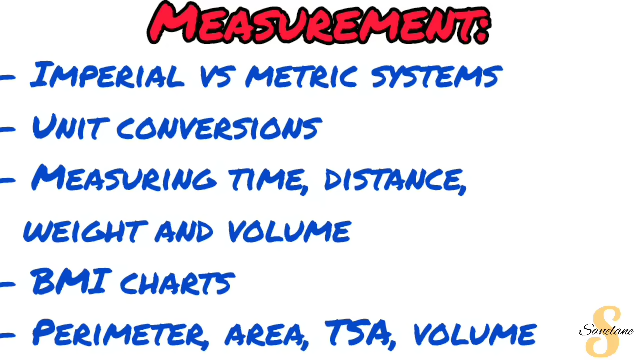 Measurement:
- Imperial vs metric systems
- Unit conversions
- Measuring time, distance,
weight and volume
- BMI charts
- Perimeter, area, TSA, volume
S